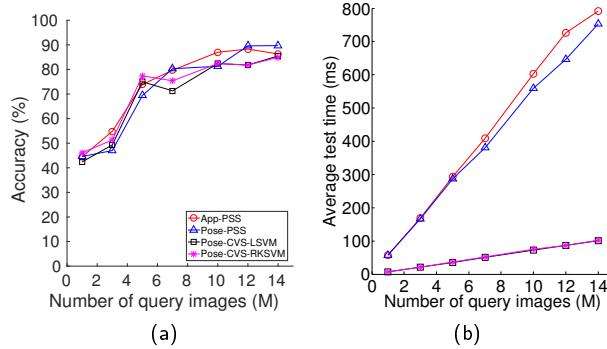 100
90
80
70
60
50
40
30
20
10
0
Accuracy (%)
App-PSS
Pose-PSS
Pose-CVS-LSVM
Pose-CVS-RKSVM
0 2 4 6 8 10 12 14
Number of query images (M)
(a)
800
700
600
500
400
300
200
100
0
Average test time (ms)
0 2 4 6 8 10 12 14
Number of query images (M)
(b)